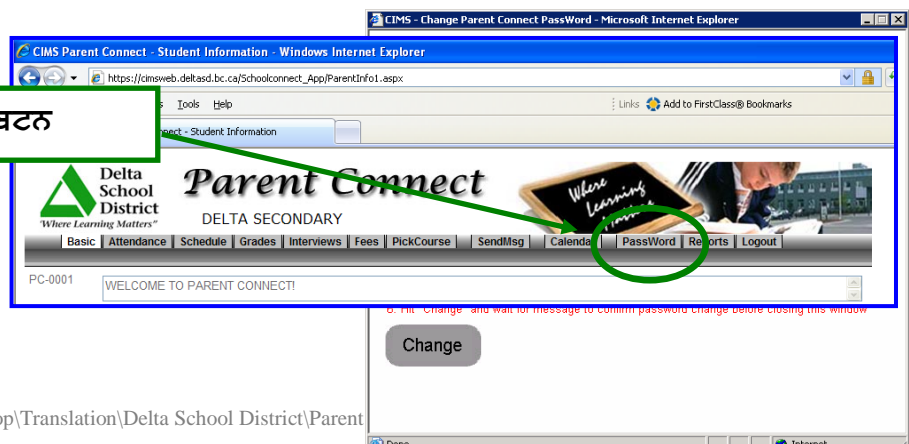 CIMS - Change Parent Connect PassWord - Microsoft Internet Explorer
CIMS Parent Connect - Student Information - Windows Internet Explorer
https://cimsweb.deltasd.bc.ca/Schoolconnect_App/ParentInfo1.aspx
Tools Help
Links Add to FirstClass® Bookmarks
ਬਟਨ
- Student Information
Delta
School
District
"Where Learning Matters"
Parent Connect
DELTA SECONDARY
Where
Learning
Matters
Basic Attendance Schedule Grades Interviews Fees PickCourse SendMsg Calendar PassWord Reports Logout
PC-0001
WELCOME TO PARENT CONNECT!
6. Hit "Change" and wait for message to confirm password change before closing this window
Change
p\Translation\Delta School District\Parent
Done
Internet